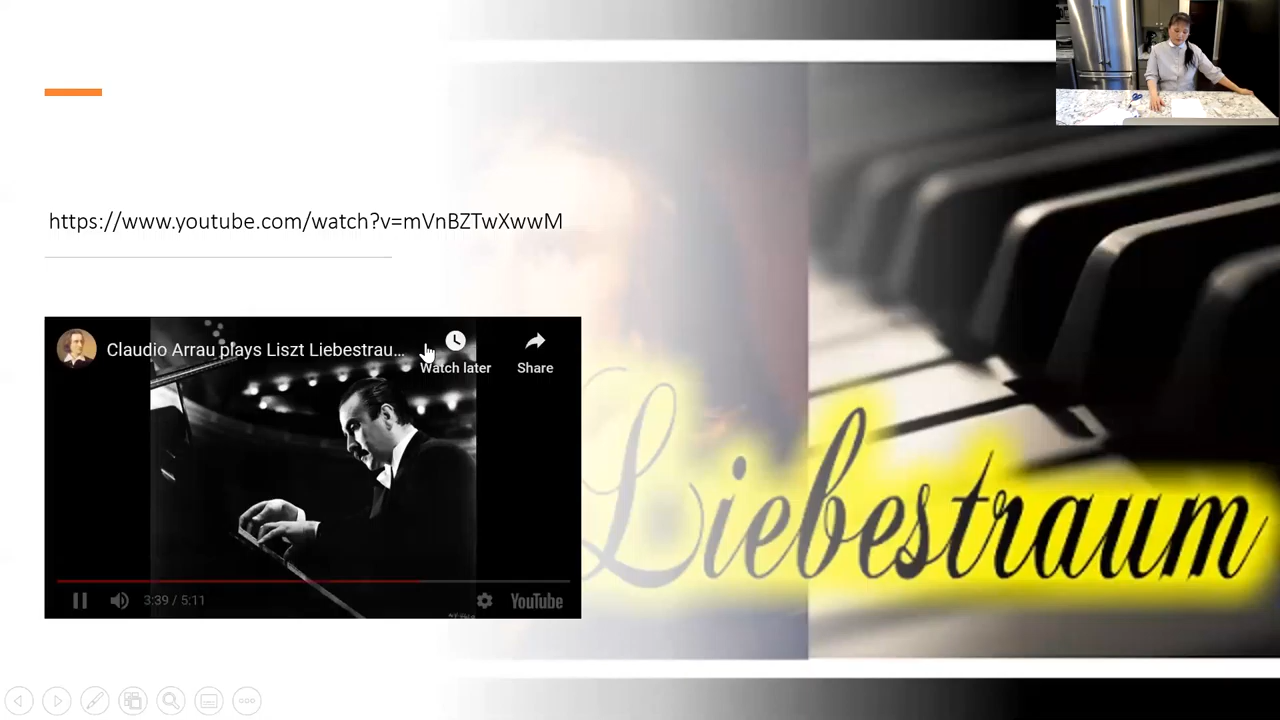 https://www.youtube.com/watch?v=mVnBZTwXwwM
Claudio Arrau plays Liszt Liebestrau...
Watch later
Share
Liebestraum
3:39 / 5:11
YouTube